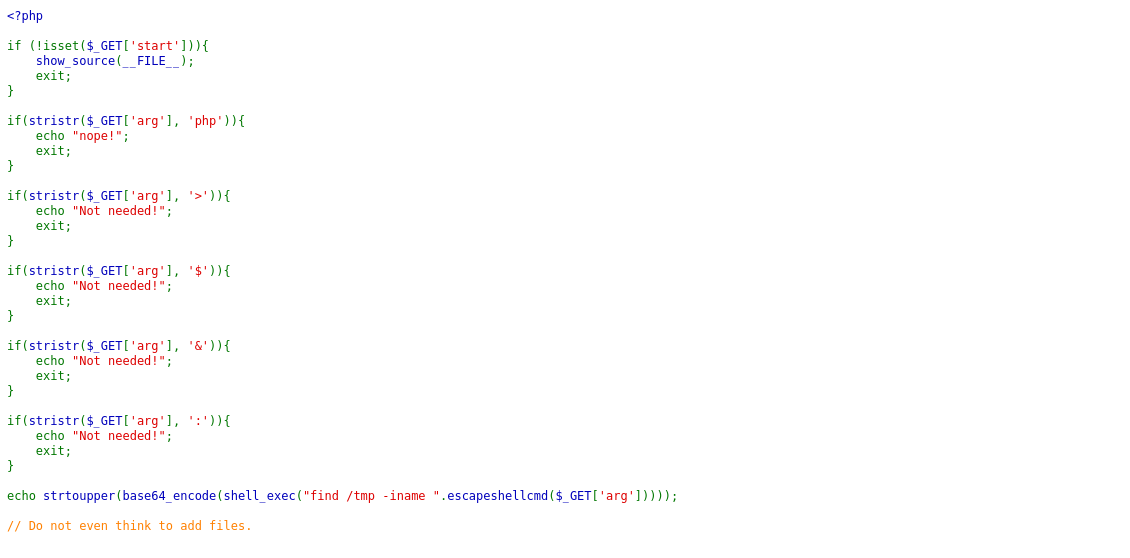 <?php

if (!isset($_GET['start'])){
    show_source(__FILE__);
    exit;
}

if(stristr($_GET['arg'], 'php')){
    echo "nope!";
    exit;
}

if(stristr($_GET['arg'], '>')){
    echo "Not needed!";
    exit;
}

if(stristr($_GET['arg'], '$')){
    echo "Not needed!";
    exit;
}

if(stristr($_GET['arg'], '&')){
    echo "Not needed!";
    exit;
}

if(stristr($_GET['arg'], ':')){
    echo "Not needed!";
    exit;
}

echo strtoupper(base64_encode(shell_exec("find /tmp -iname ".escapeshellcmd($_GET['arg']))));

// Do not even think to add files.